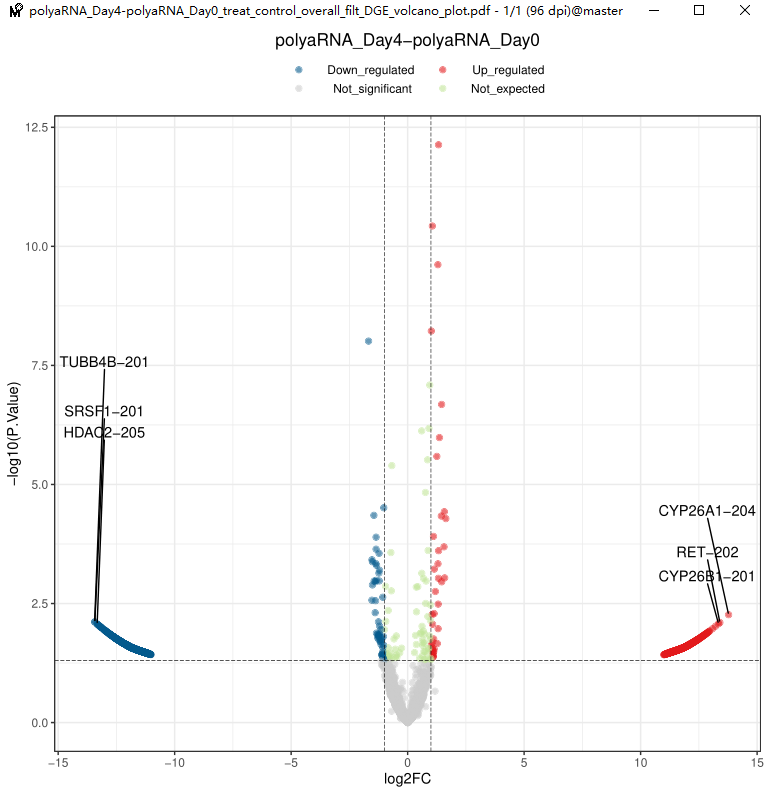 polyaRNA_Day4-polyaRNA_Day0_treat_control_overall_filt_DGE_volcano_plot.pdf - 1/1 (96 dpi)@master
polyaRNA_Day4−polyaRNA_Day0
Down_regulated
Up_regulated
Not_significant
Not_expected
12.5
10.0
7.5
5.0
2.5
0.0
−log10(P.Value)
TUBB4B−201
SRSF1−201
HDAC2−205
CYP26A1−204
RET−202
CYP26B1−201
−15
−10
−5
0
5
10
15
log2FC